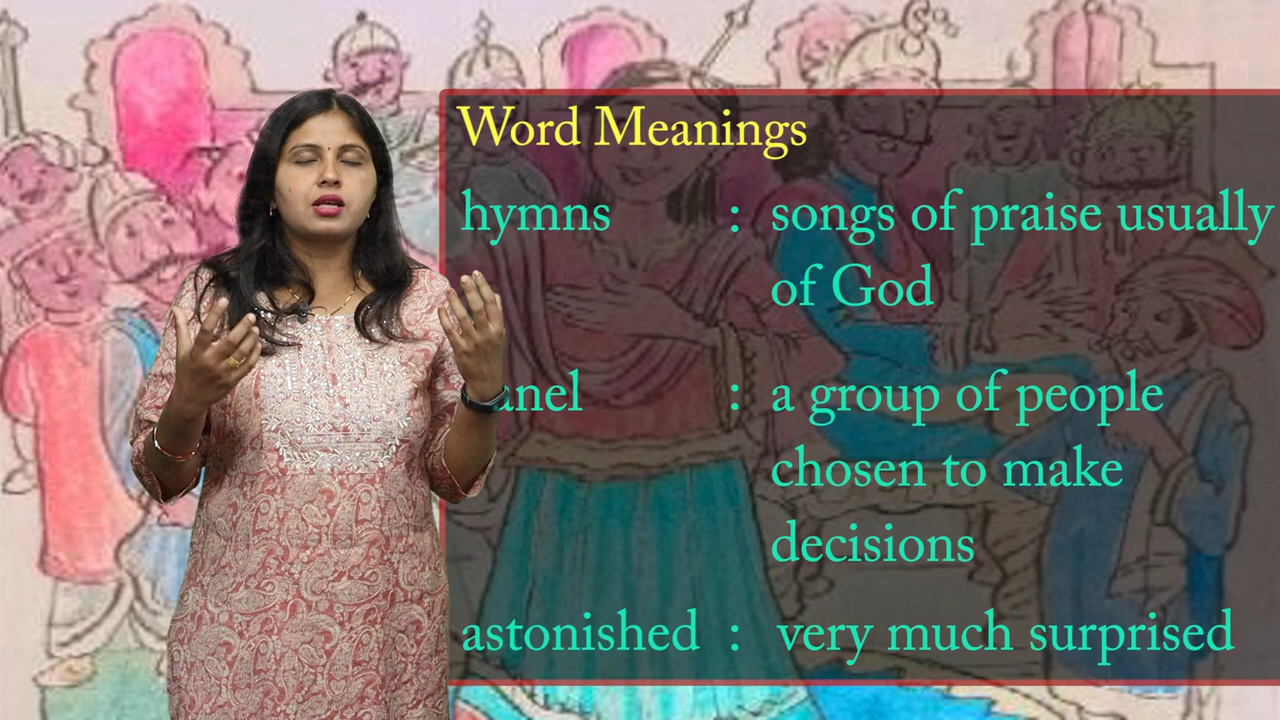 Word Meanings
hymns : songs of praise usually
of God
anel : a group of people
chosen to make
decisions
astonished : very much surprised